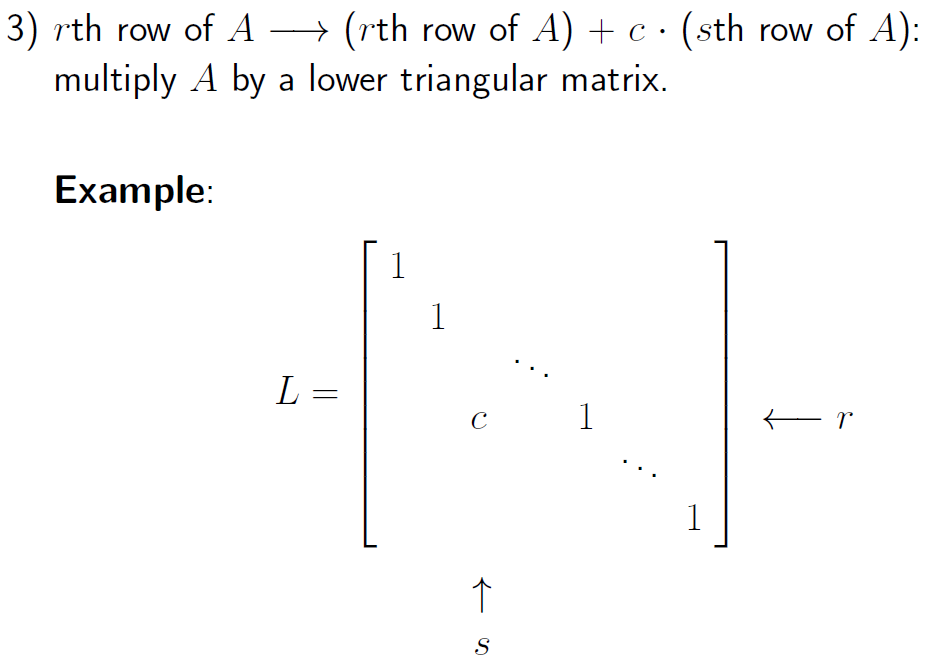 3) rth row of A ⟶ (rth row of A) + c · (sth row of A):
multiply A by a lower triangular matrix.
Example:
1
1
⋱
L =
c 1 ⟵ r
⋱
1
↑
s